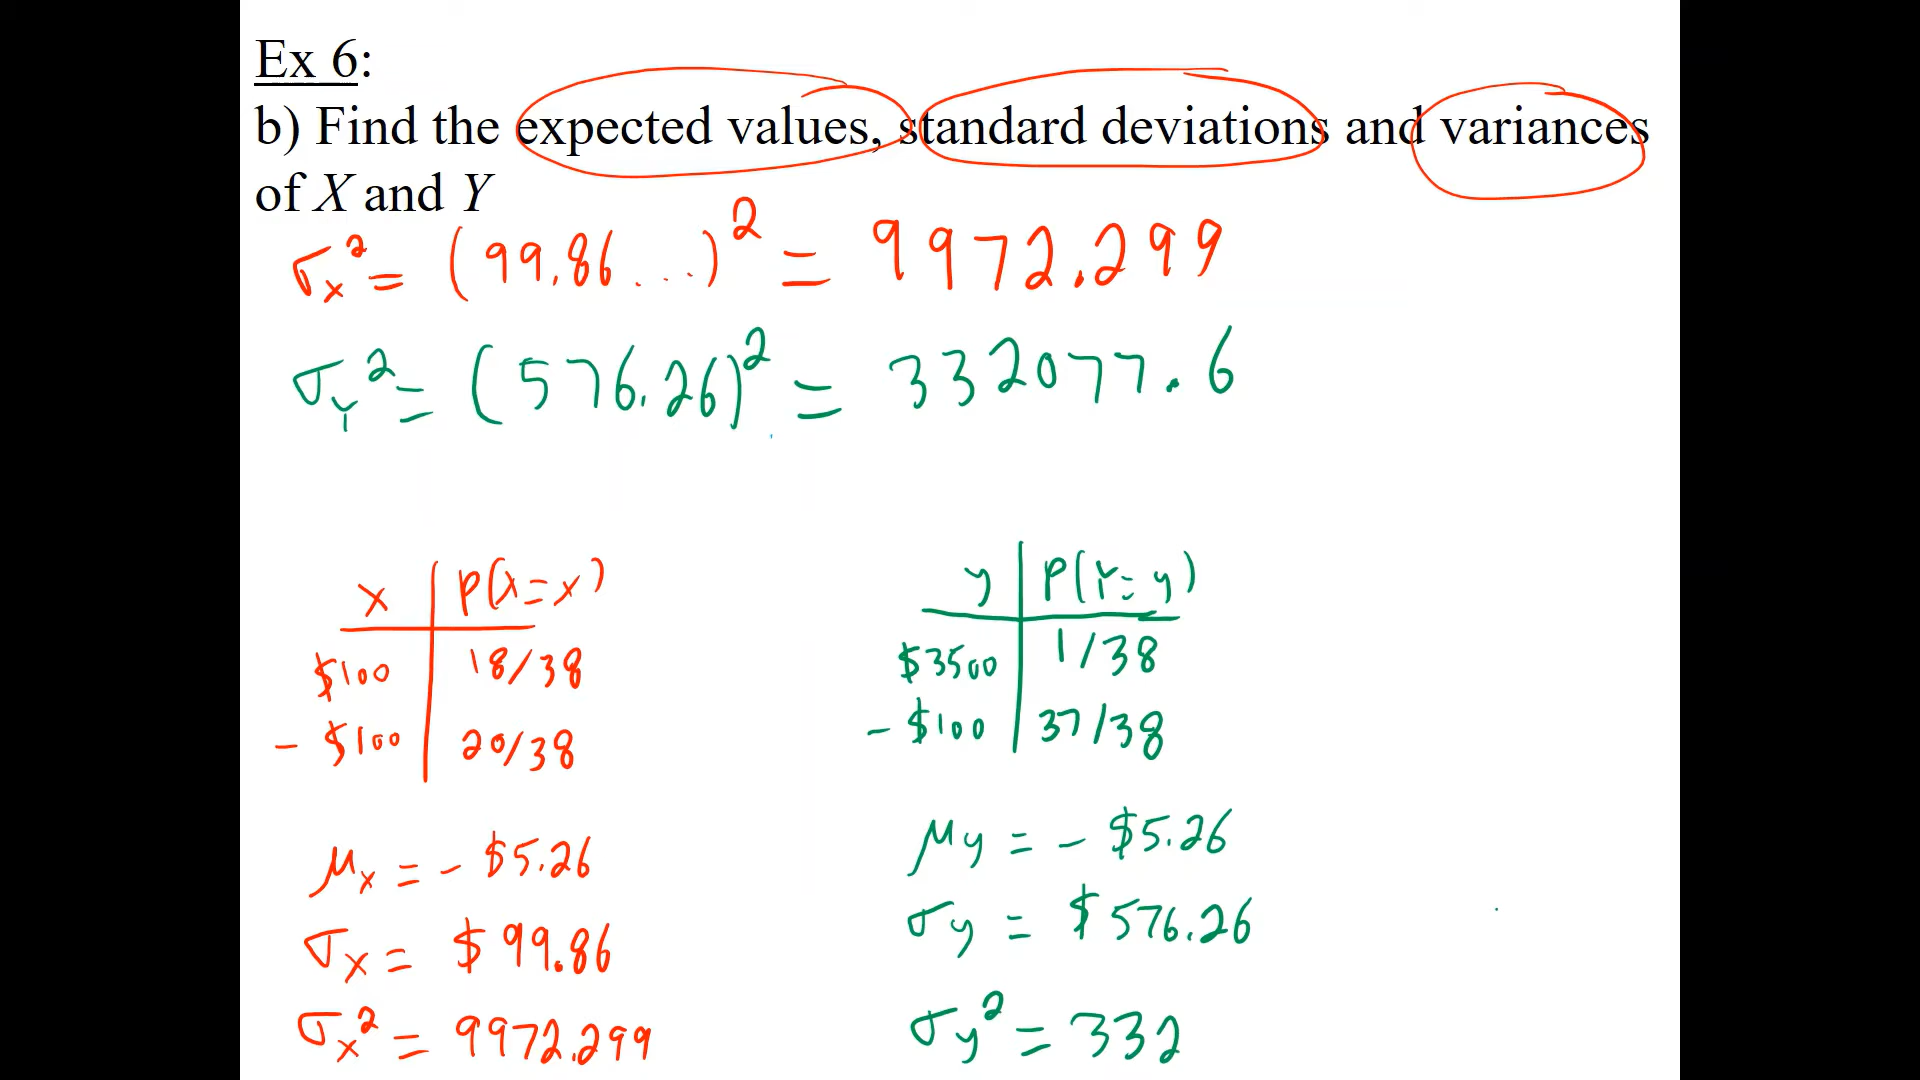 Ex 6:
b) Find the expected values, standard deviations and variances
of X and Y
σx² = (99.86...)² = 9972.299
σY² = (576.26)² = 332077.6
x | P(X=x)
$100 | 18/38
-$100 | 20/38
μx = -$5.26
σx = $99.86
σx² = 9972.299
y | P(Y=y)
$3500 | 1/38
-$100 | 37/38
μy = -$5.26
σy = $576.26
σy² = 332